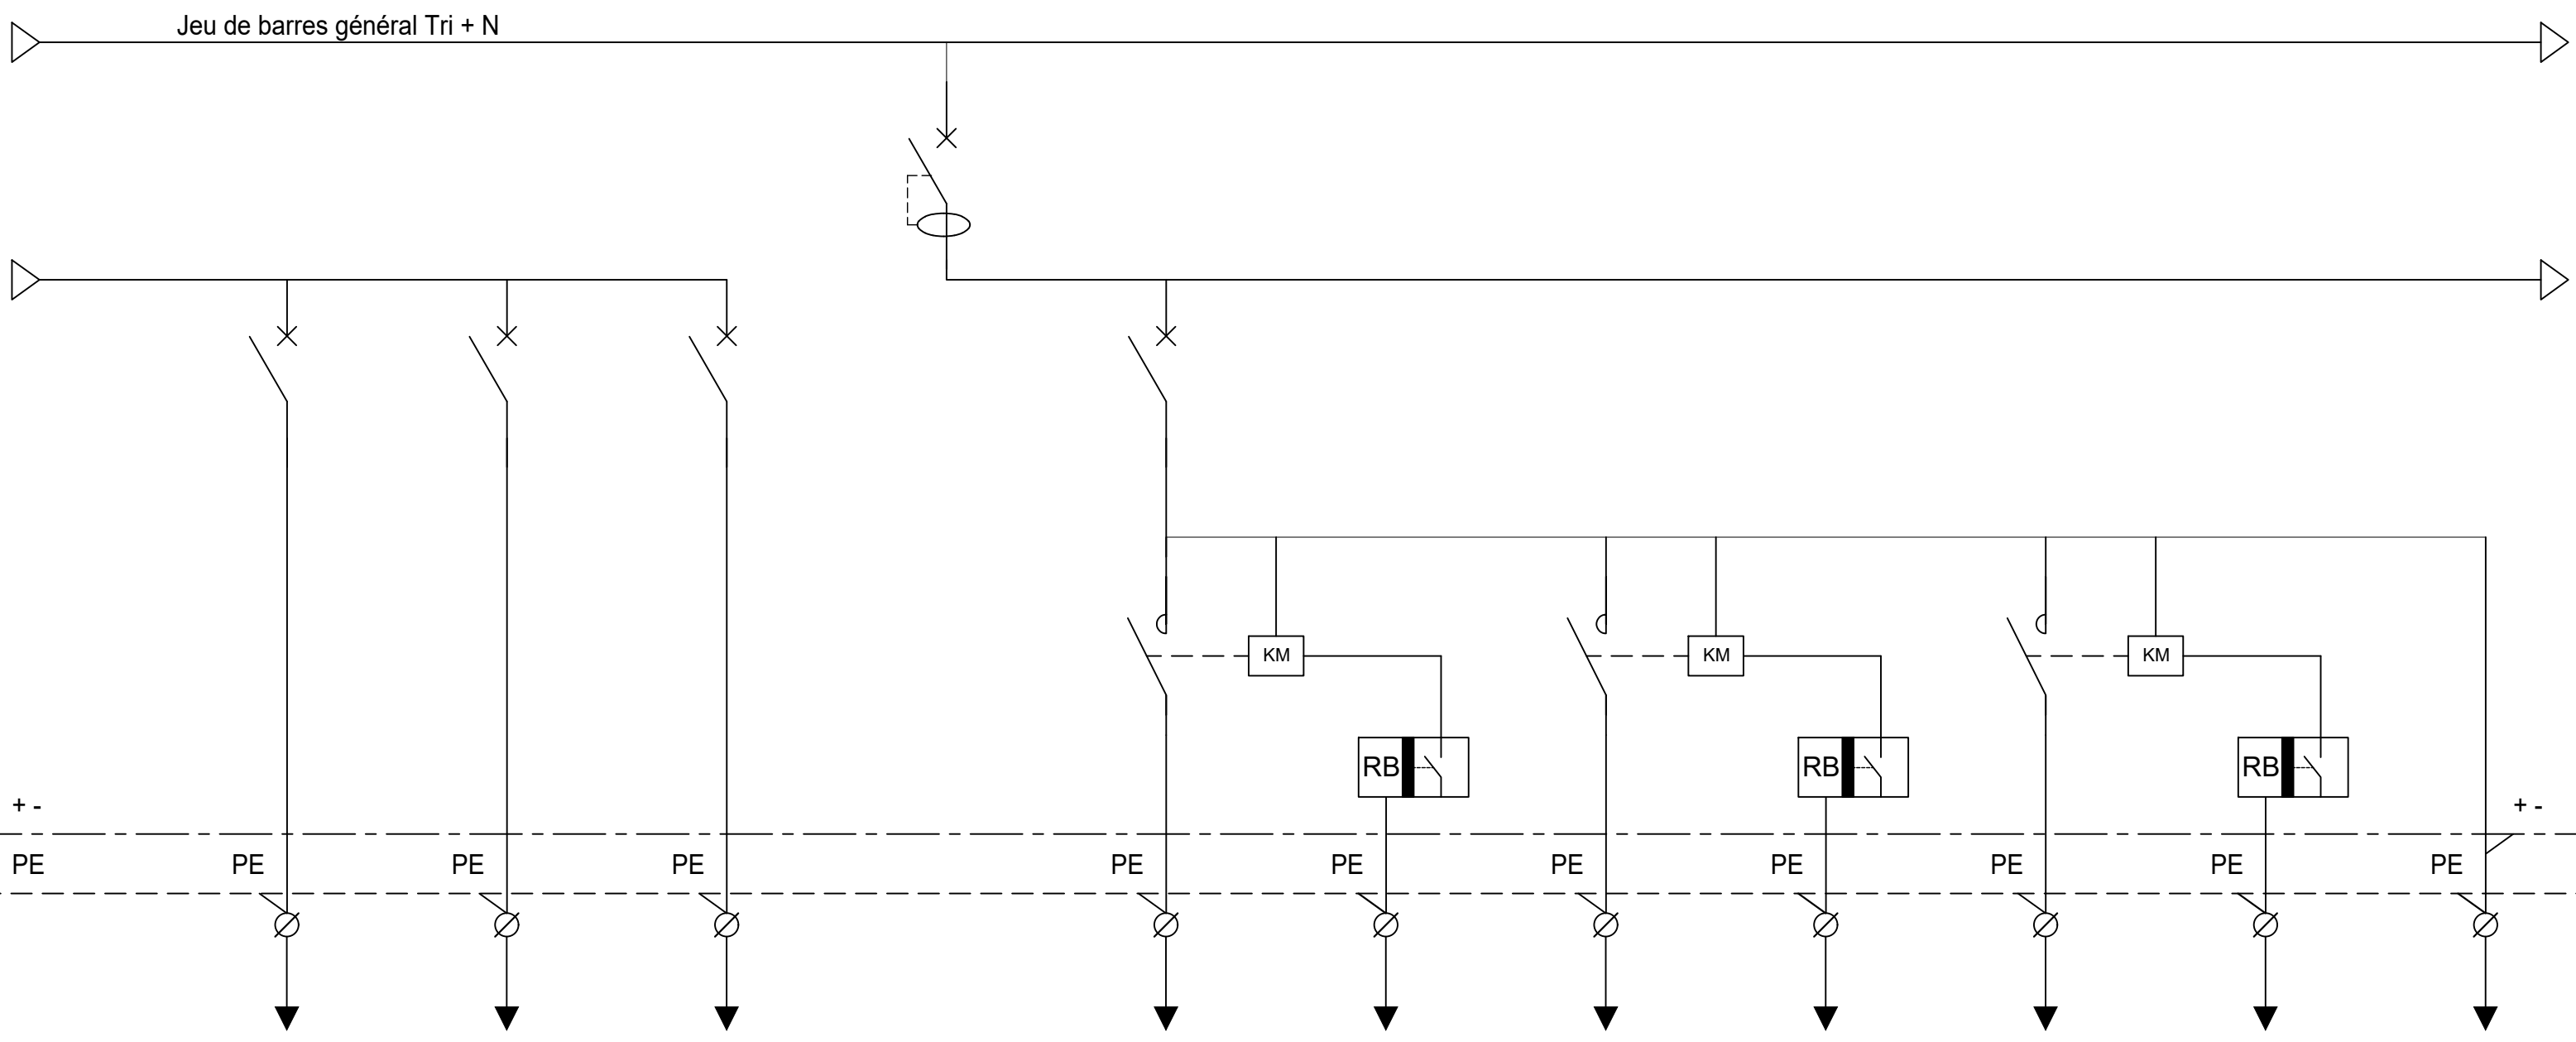 Jeu de barres général Tri + N
KM KM KM
RB RB RB
+ - + -
PE PE PE PE PE PE PE PE PE PE PE